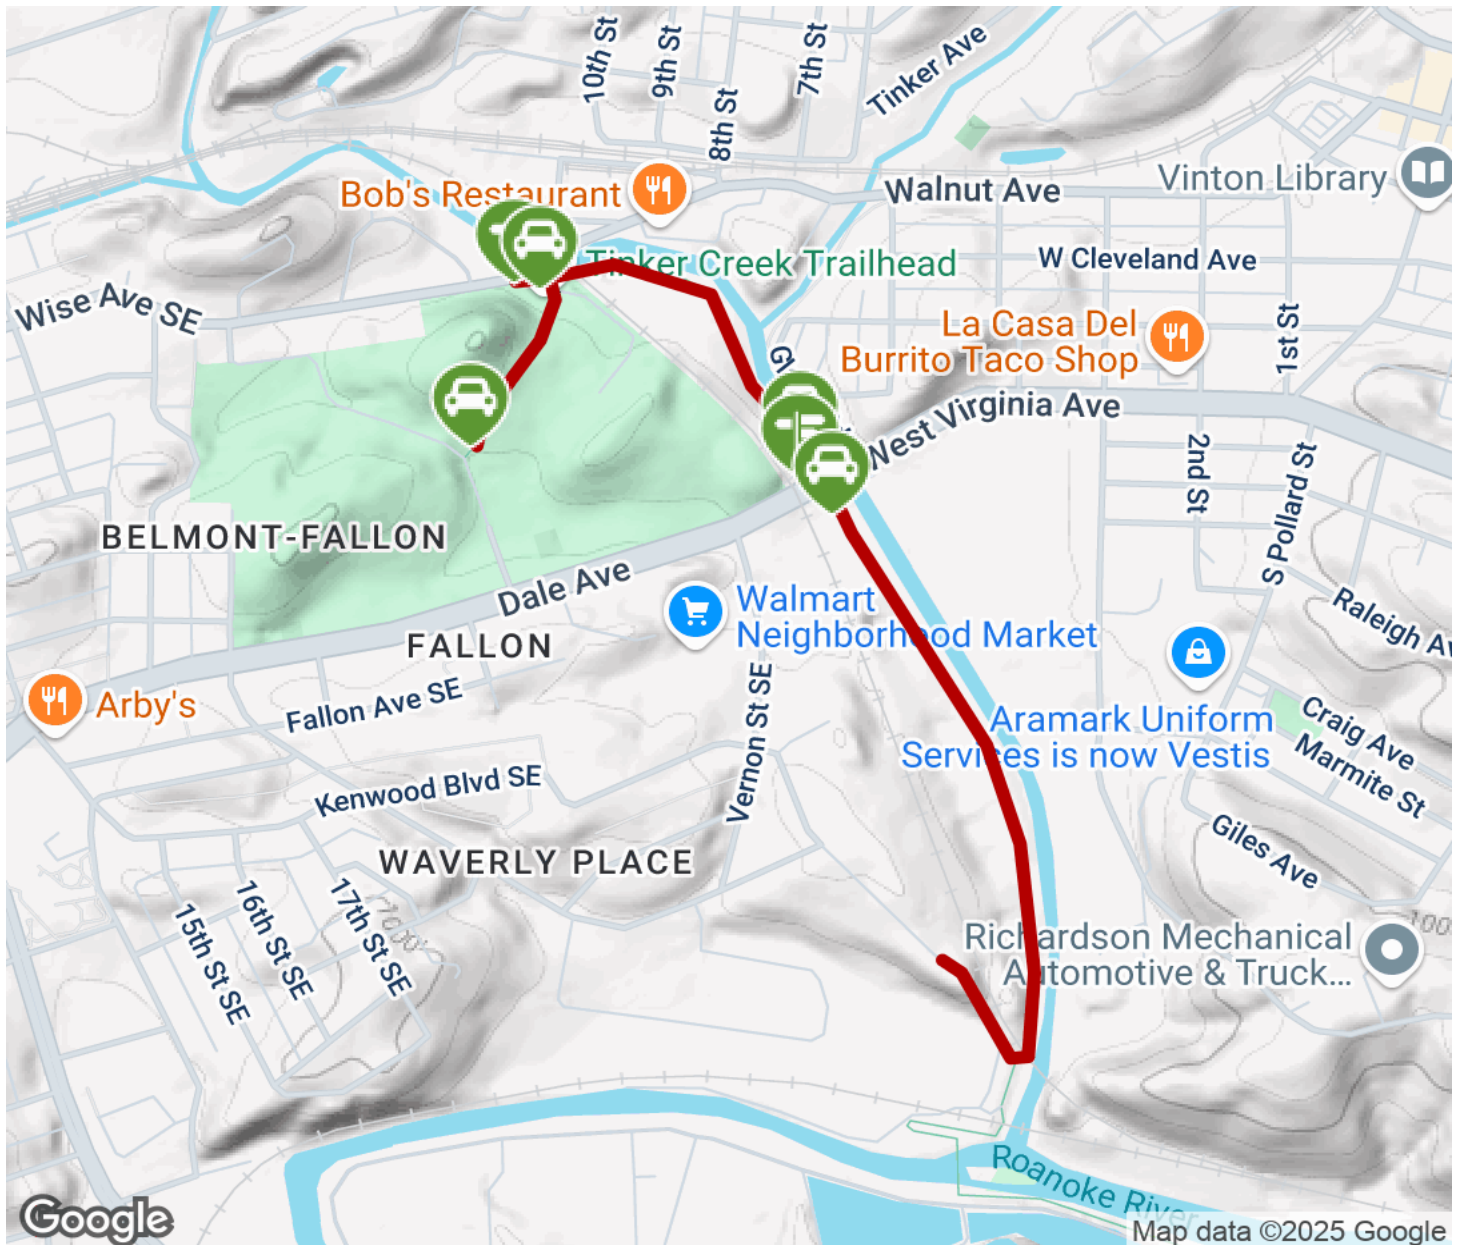 10th St
9th St
8th St
7th St
Tinker Ave
Bob's Restaurant
Walnut Ave
Vinton Library
Tinker Creek Trailhead
W Cleveland Ave
Wise Ave SE
La Casa Del
Burrito Taco Shop
1st St
West Virginia Ave
2nd St
S Pollard St
BELMONT-FALLON
Dale Ave
Walmart
Neighborhood Market
Raleigh Av
FALLON
Fallon Ave SE
Arby's
Vernon St SE
Aramark Uniform
Services is now Vestis
Craig Ave
Marmite St
Kenwood Blvd SE
Giles Ave
WAVERLY PLACE
15th St SE
16th St SE
17th St SE
1000'
100
Richardson Mechanical
Automotive & Truck...
Roanoke River
Google
Map data ©2025 Google